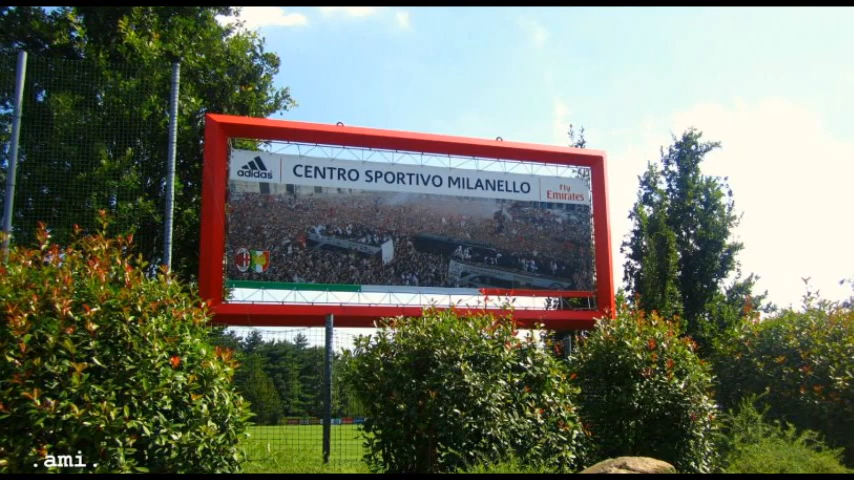 adidas
CENTRO SPORTIVO MILANELLO
Fly
Emirates
.ami.